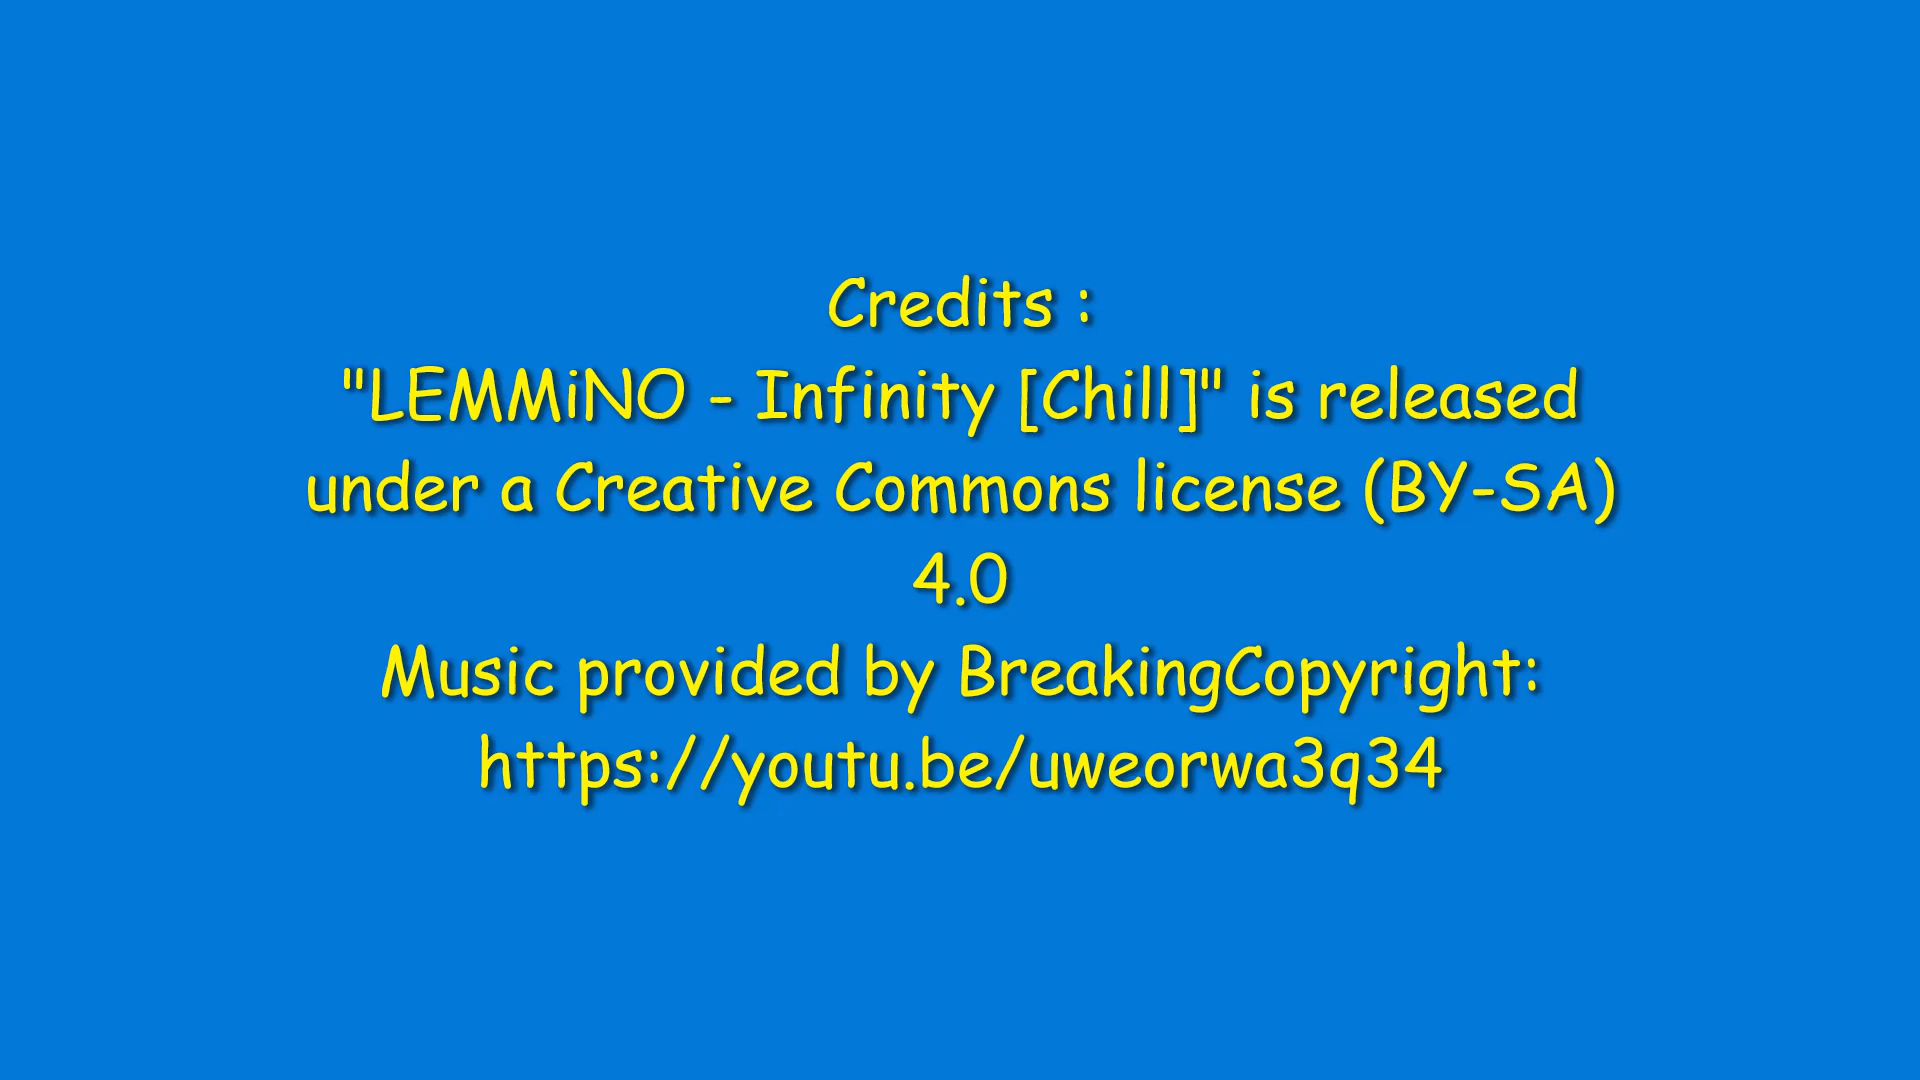 Credits :
"LEMMiNO - Infinity [Chill]" is released
under a Creative Commons license (BY-SA)
4.0
Music provided by BreakingCopyright:
https://youtu.be/uweorwa3q34